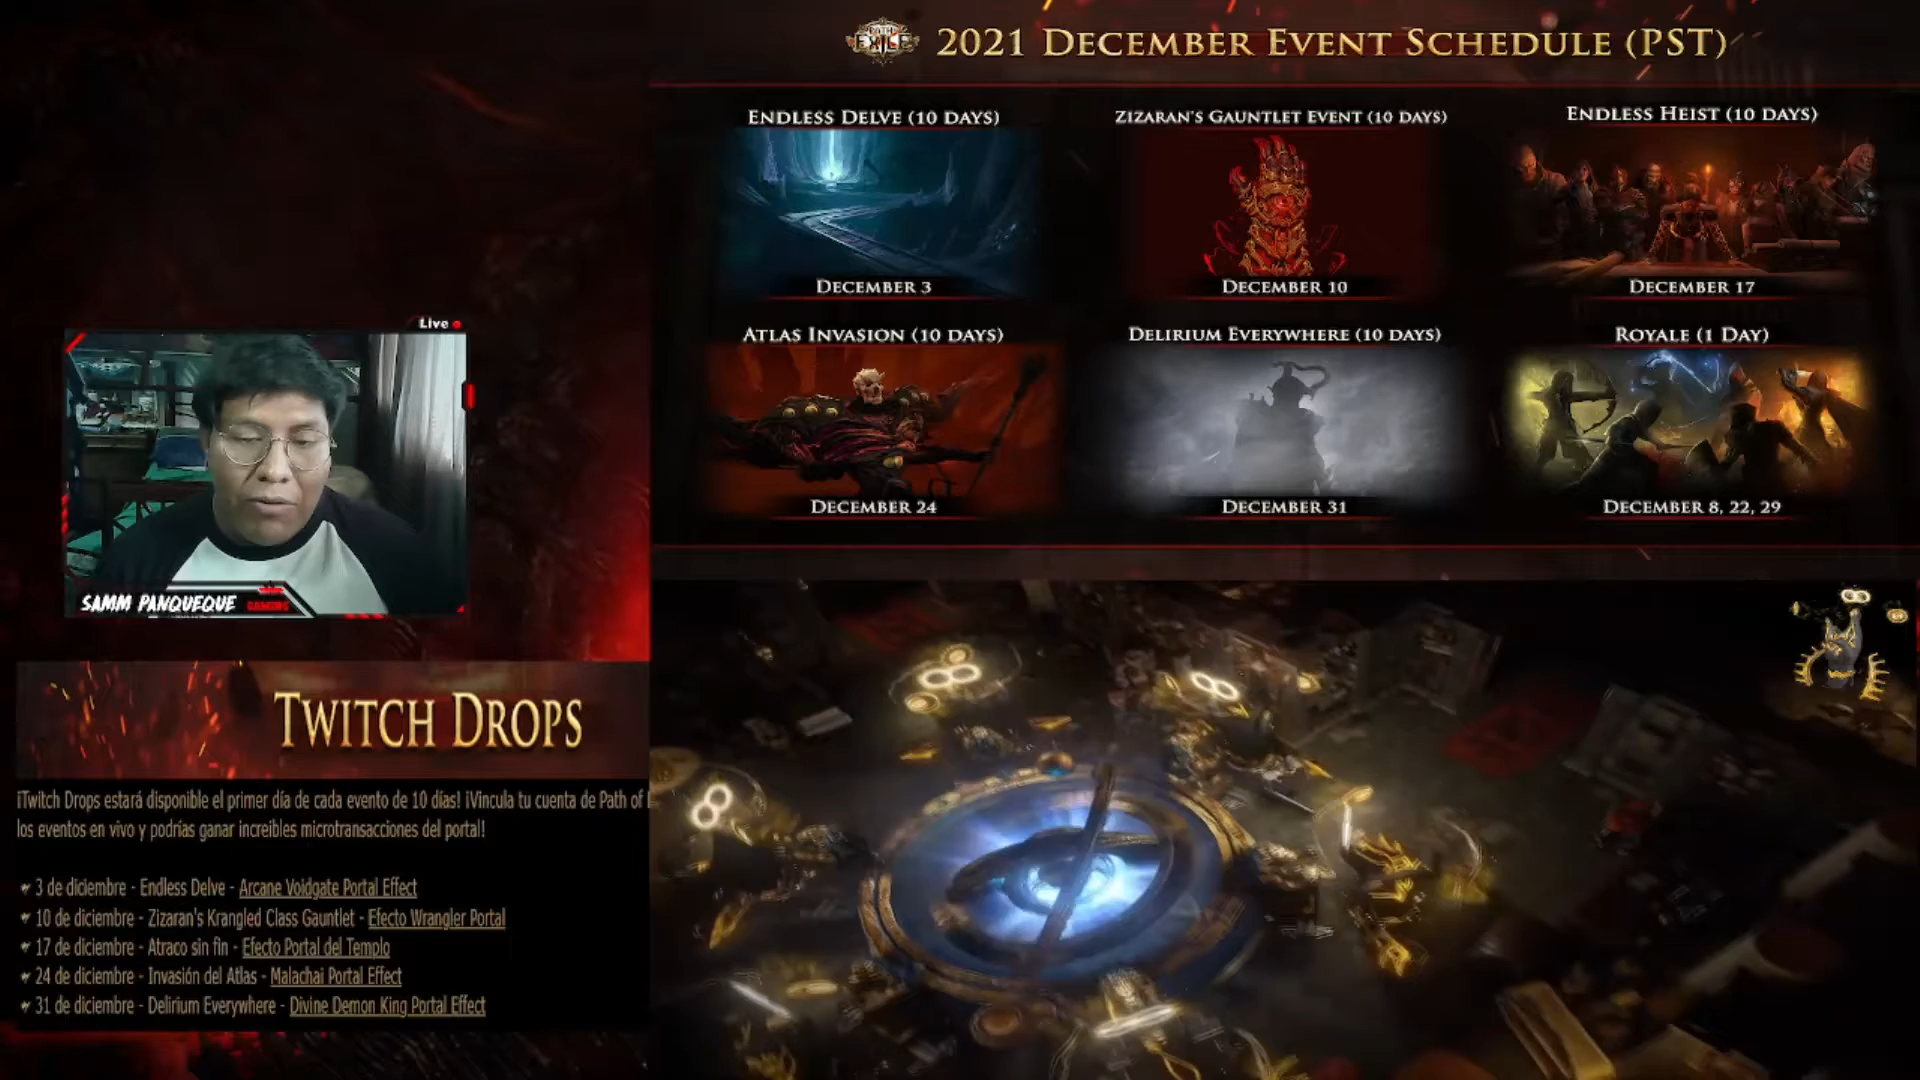 PATH OF EXILE
2021 DECEMBER EVENT SCHEDULE (PST)
ENDLESS DELVE (10 DAYS)
DECEMBER 3
ZIZARAN'S GAUNTLET EVENT (10 DAYS)
DECEMBER 10
ENDLESS HEIST (10 DAYS)
DECEMBER 17
ATLAS INVASION (10 DAYS)
DECEMBER 24
DELIRIUM EVERYWHERE (10 DAYS)
DECEMBER 31
ROYALE (1 DAY)
DECEMBER 8, 22, 29
Live
SAMM PANQUEQUE
GAMING
TWITCH DROPS
¡Twitch Drops estará disponible el primer día de cada evento de 10 días! ¡Vincula tu cuenta de Path of
los eventos en vivo y podrías ganar increibles microtransacciones del portal!
3 de diciembre - Endless Delve - Arcane Voidgate Portal Effect
10 de diciembre - Zizaran's Krangled Class Gauntlet - Efecto Wrangler Portal
17 de diciembre - Atraco sin fin - Efecto Portal del Templo
24 de diciembre - Invasión del Atlas - Malachai Portal Effect
31 de diciembre - Delirium Everywhere - Divine Demon King Portal Effect